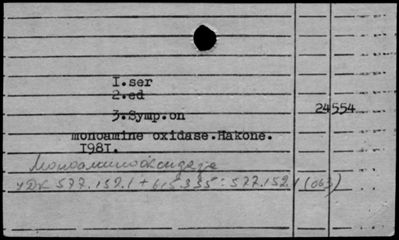 I.ser
2.ed
24554
3.Symp.on
monoamine oxidase.Hakone.
I98I.
Моноаминооксидаза
УДК 577.152.1 + 615.355:577.152.1 (063)